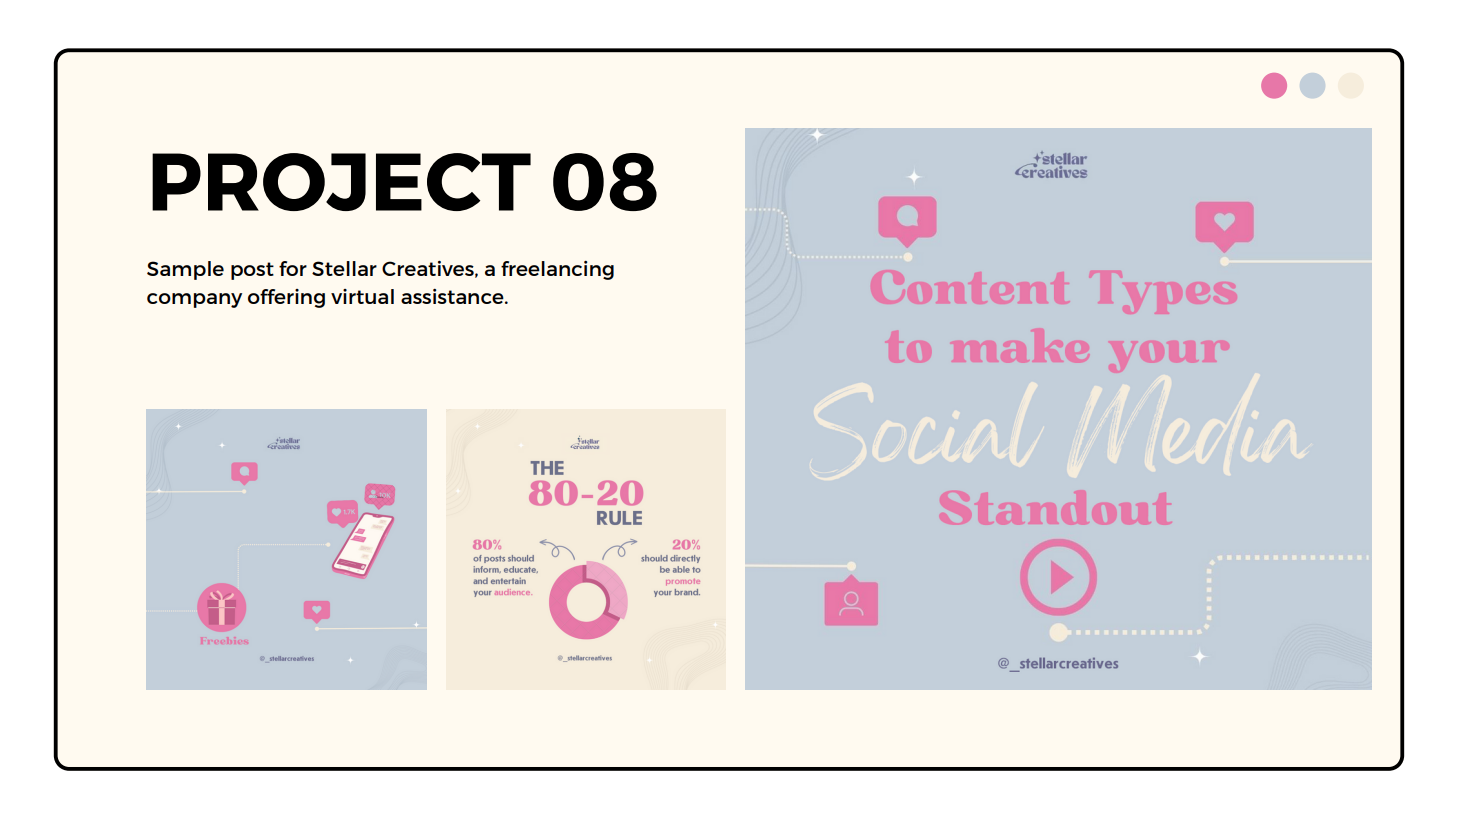 PROJECT 08
Sample post for Stellar Creatives, a freelancing
company offering virtual assistance.
stellar
creatives
17K
Freebies
@_stellarcreatives
stellar
creatives
THE
80-20
RULE
80%
of posts should
inform, educate,
and entertain
your audience.
20%
should directly
be able to
promote
your brand.
@_stellarcreatives
stellar
creatives
Content Types
to make your
Social Media
Standout
@_stellarcreatives